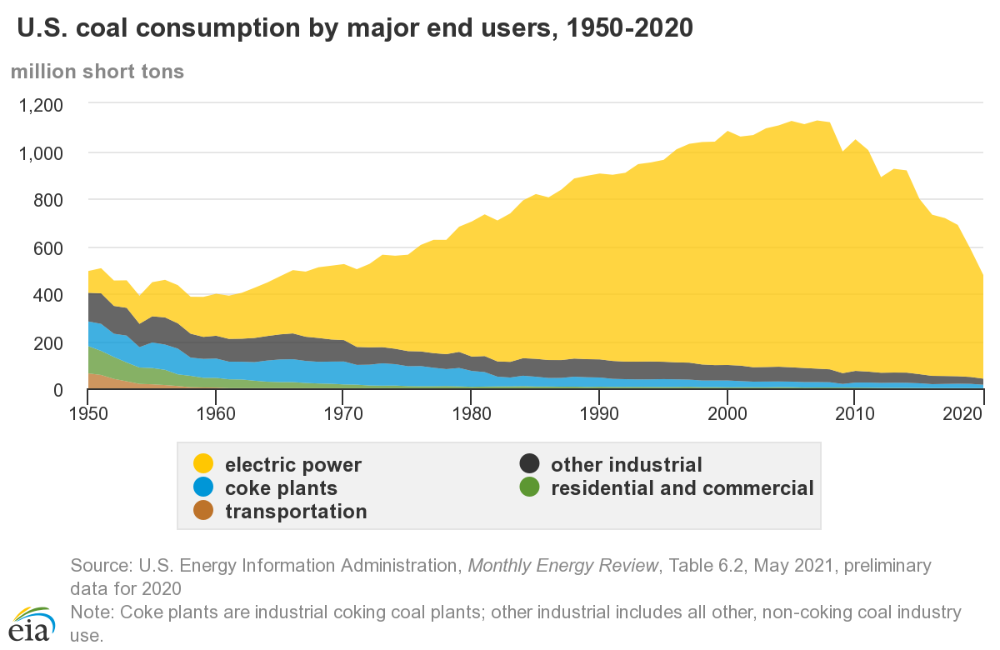 U.S. coal consumption by major end users, 1950-2020
million short tons
1,200
1,000
800
600
400
200
0
1950 1960 1970 1980 1990 2000 2010 2020
electric power other industrial
coke plants residential and commercial
transportation
Source: U.S. Energy Information Administration, Monthly Energy Review, Table 6.2, May 2021, preliminary
data for 2020
Note: Coke plants are industrial coking coal plants; other industrial includes all other, non-coking coal industry
use.
eia